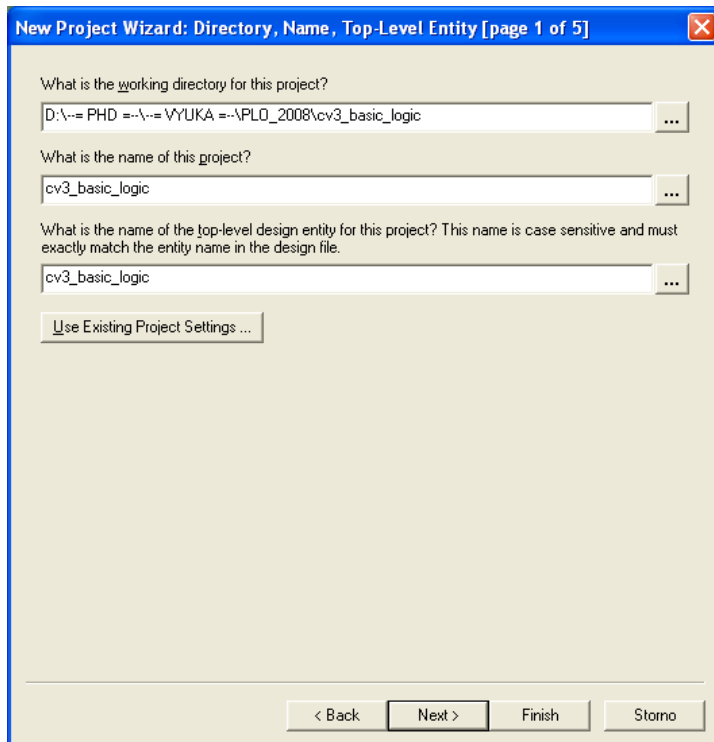 New Project Wizard: Directory, Name, Top-Level Entity [page 1 of 5]
What is the working directory for this project?
D:\--= PHD =--\--= VYUKA =--\PLO_2008\cv3_basic_logic
...
What is the name of this project?
cv3_basic_logic
...
What is the name of the top-level design entity for this project? This name is case sensitive and must
exactly match the entity name in the design file.
cv3_basic_logic
...
Use Existing Project Settings ...
< Back
Next >
Finish
Storno